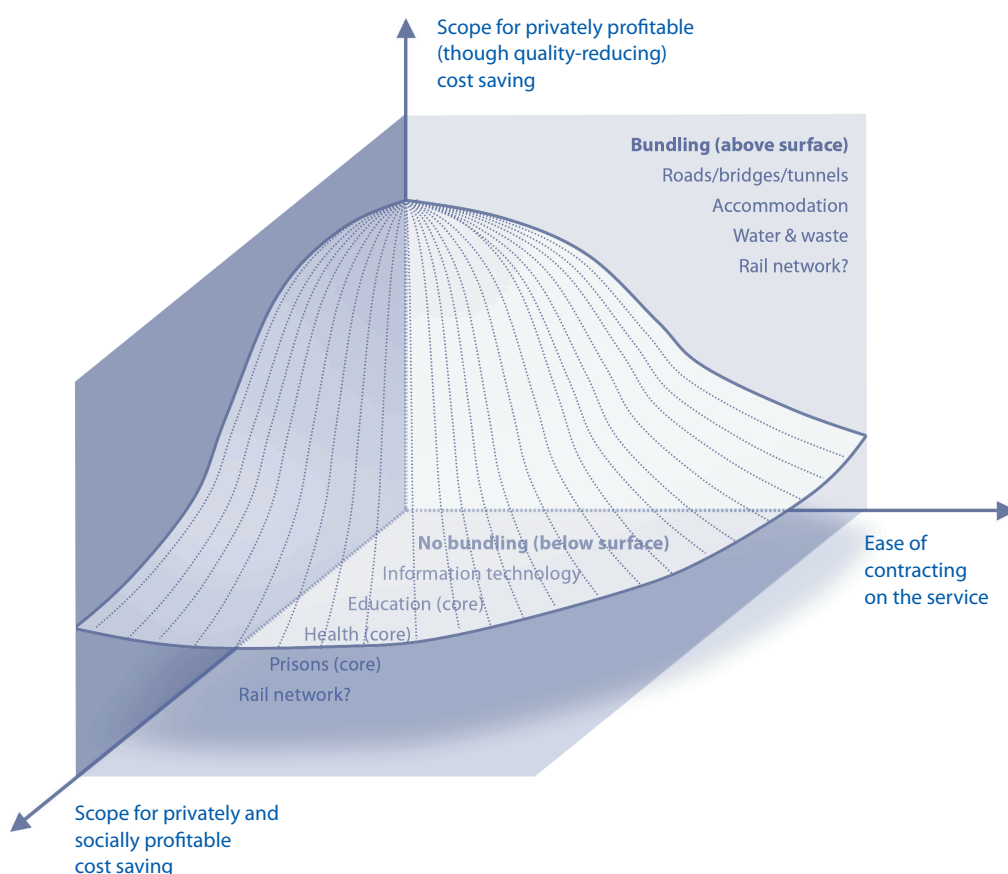 Scope for privately profitable
(though quality-reducing)
cost saving
Bundling (above surface)
Roads/bridges/tunnels
Accommodation
Water & waste
Rail network?
No bundling (below surface)
Information technology
Education (core)
Health (core)
Prisons (core)
Rail network?
Ease of
contracting
on the service
Scope for privately and
socially profitable
cost saving